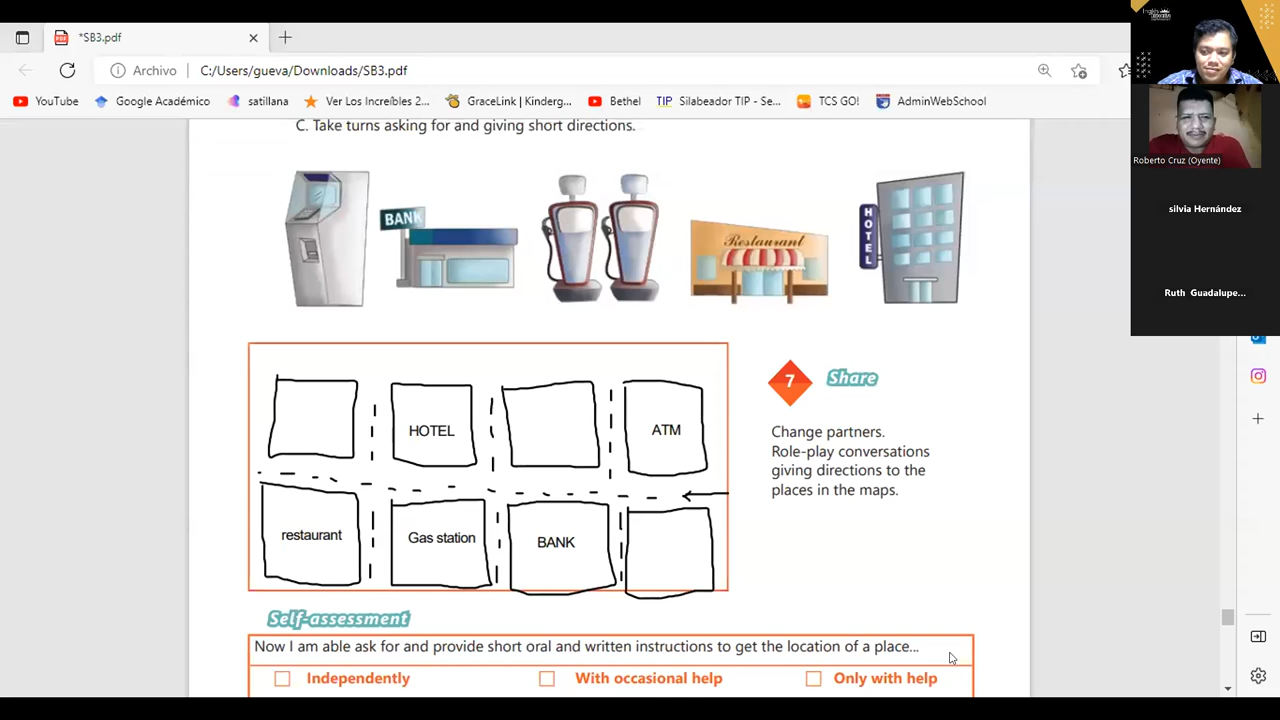 *SB3.pdf
Archivo
C:/Users/gueva/Downloads/SB3.pdf
YouTube
Google Académico
satillana
Ver Los Increíbles 2...
GraceLink | Kinderg...
Bethel
TIP
Silabeador TIP - Se...
TCS GO!
AdminWebSchool
C. Take turns asking for and giving short directions.
BANK
Restaurant
HOTEL
HOTEL
ATM
restaurant
Gas station
BANK
7
Share
Change partners.
Role-play conversations
giving directions to the
places in the maps.
Self-assessment
Now I am able ask for and provide short oral and written instructions to get the location of a place...
Independently
With occasional help
Only with help
Roberto Cruz (Oyente)
silvia Hernández
Ruth Guadalupe...